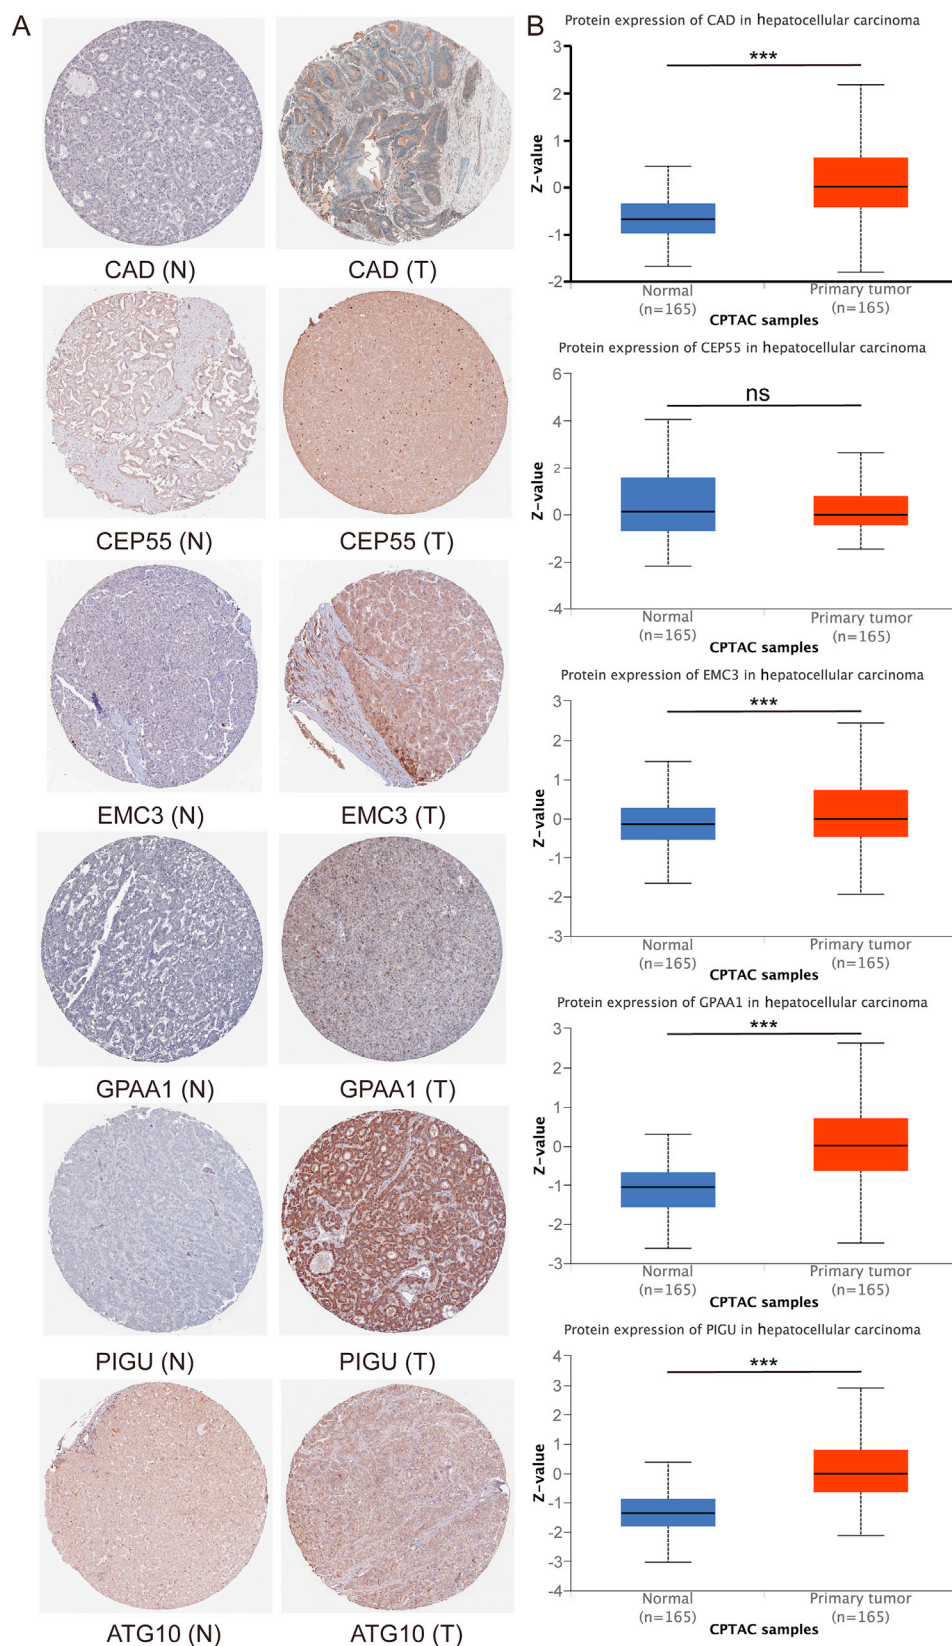 A
CAD (N)
CAD (T)
CEP55 (N)
CEP55 (T)
EMC3 (N)
EMC3 (T)
GPAA1 (N)
GPAA1 (T)
PIGU (N)
PIGU (T)
ATG10 (N)
ATG10 (T)
B
Protein expression of CAD in hepatocellular carcinoma
***
3
2
1
0
-1
-2
Z-value
Normal
(n=165)
Primary tumor
(n=165)
CPTAC samples
Protein expression of CEP55 in hepatocellular carcinoma
ns
6
4
2
0
-2
-4
Z-value
Normal
(n=165)
Primary tumor
(n=165)
CPTAC samples
Protein expression of EMC3 in hepatocellular carcinoma
***
3
2
1
0
-1
-2
-3
Z-value
Normal
(n=165)
Primary tumor
(n=165)
CPTAC samples
Protein expression of GPAA1 in hepatocellular carcinoma
***
3
2
1
0
-1
-2
-3
Z-value
Normal
(n=165)
Primary tumor
(n=165)
CPTAC samples
Protein expression of PIGU in hepatocellular carcinoma
***
4
3
2
1
0
-1
-2
-3
-4
Z-value
Normal
(n=165)
Primary tumor
(n=165)
CPTAC samples